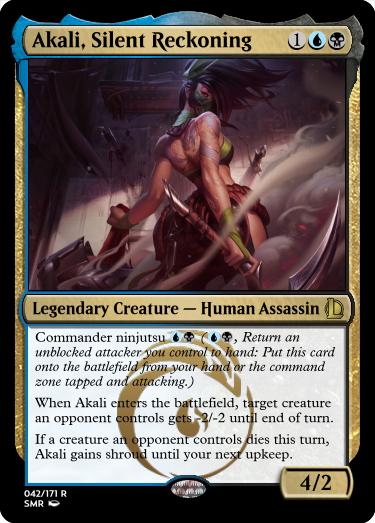 Akali, Silent Reckoning 1
Legendary Creature — Human Assassin
Commander ninjutsu ( , Return an
unblocked attacker you control to hand: Put this card
onto the battlefield from your hand or the command
zone tapped and attacking.)
When Akali enters the battlefield, target creature
an opponent controls gets -2/-2 until end of turn.
If a creature an opponent controls dies this turn,
Akali gains shroud until your next upkeep.
4/2
042/171 R
SMR